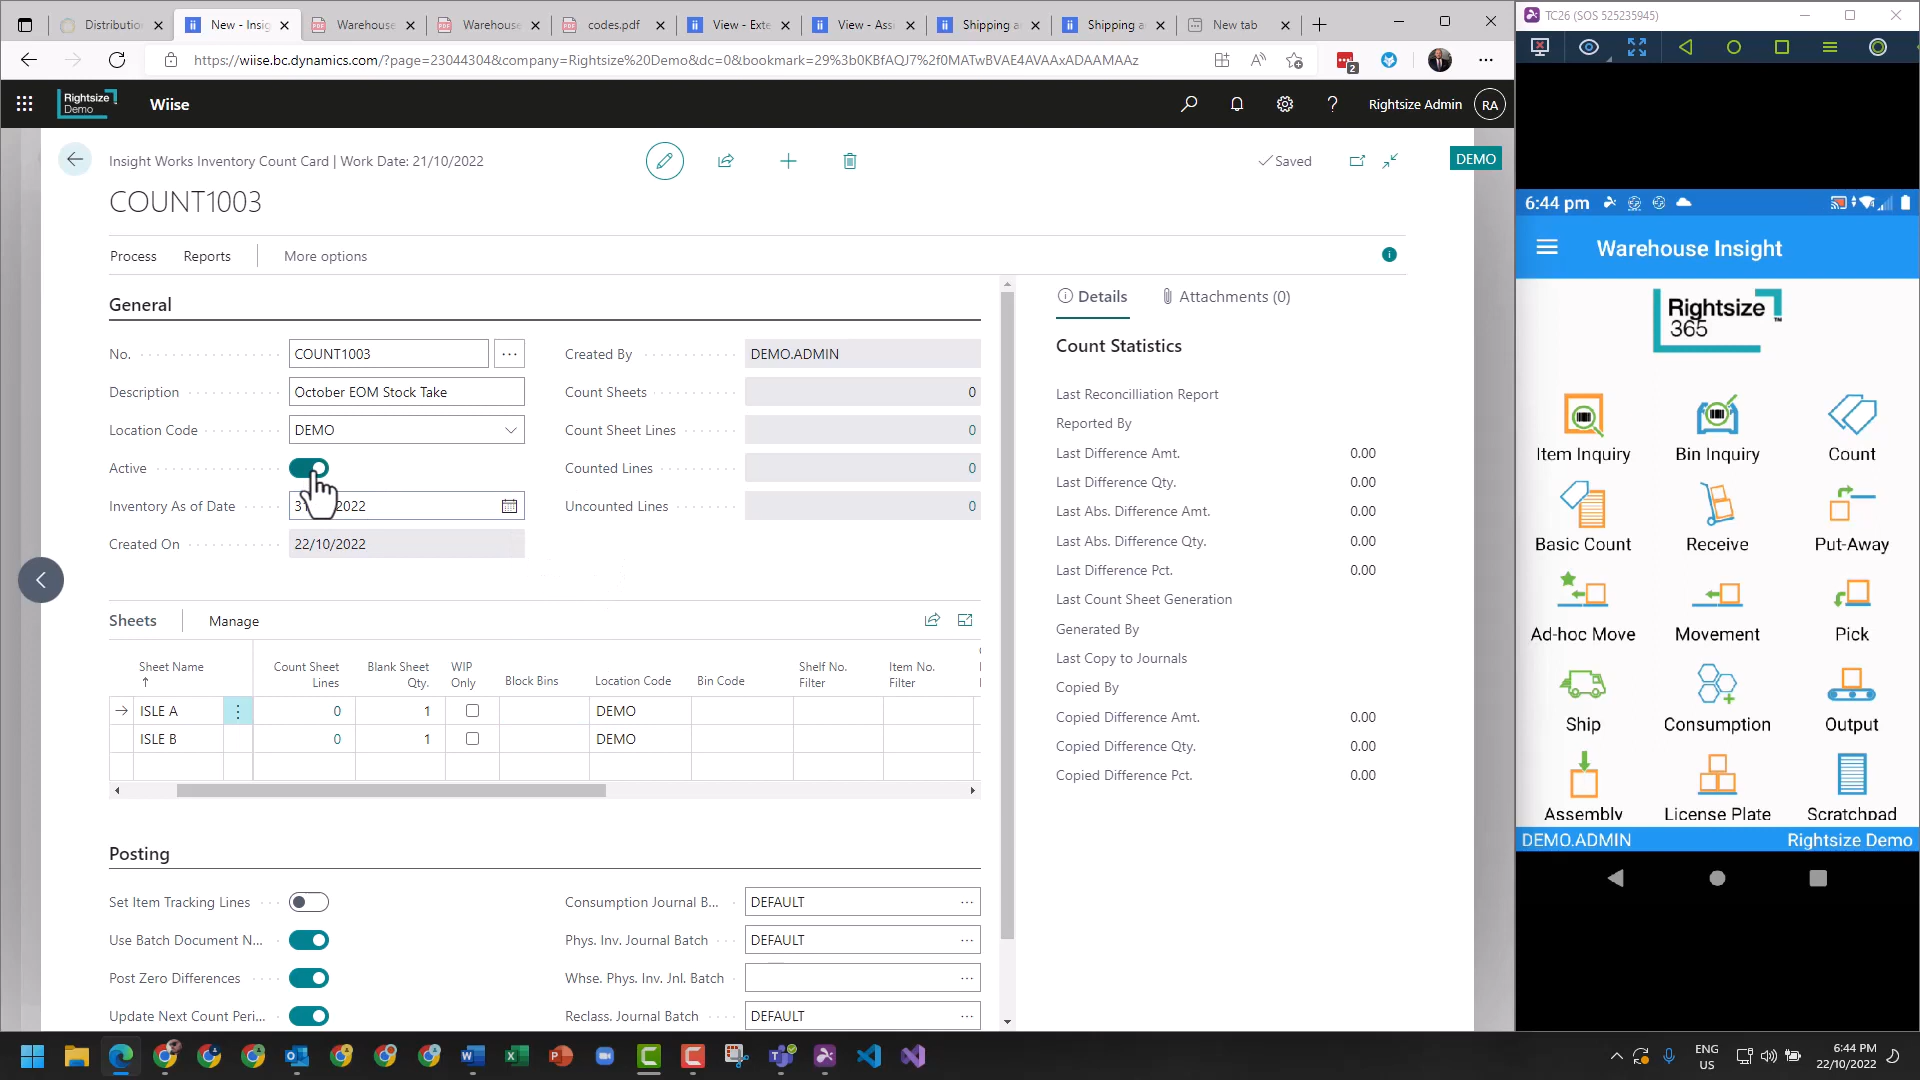 Distribution
New - Insig
Warehouse
Warehouse
codes.pdf
View - Exte
View - Ass
Shipping a
Shipping a
New tab
https://wiise.bc.dynamics.com/?page=23044304&company=Rightsize%20Demo&dc=0&bookmark=29%3b0KBfAQJ7%2f0MATwBVAE4AVAAxADAAMAAz
2
Rightsize
Demo
Wiise
Rightsize Admin
RA
Insight Works Inventory Count Card | Work Date: 21/10/2022
Saved
DEMO
COUNT1003
Process
Reports
More options
General
No.
COUNT1003
Description
October EOM Stock Take
Location Code
DEMO
Active
Inventory As of Date
Created On
22/10/2022
Created By
DEMO.ADMIN
Count Sheets
0
Count Sheet Lines
0
Counted Lines
0
Uncounted Lines
0
Sheets
Manage
Sheet Name
Count Sheet Lines
Blank Sheet Qty.
WIP Only
Block Bins
Location Code
Bin Code
Shelf No. Filter
Item No. Filter
ISLE A
0
1
DEMO
ISLE B
0
1
DEMO
Posting
Set Item Tracking Lines
Use Batch Document N...
Post Zero Differences
Update Next Count Peri...
Consumption Journal B...
DEFAULT
Phys. Inv. Journal Batch
DEFAULT
Whse. Phys. Inv. Jnl. Batch
Reclass. Journal Batch
DEFAULT
Details
Attachments (0)
Count Statistics
Last Reconcilliation Report
Reported By
Last Difference Amt.
0.00
Last Difference Qty.
0.00
Last Abs. Difference Amt.
0.00
Last Abs. Difference Qty.
0.00
Last Difference Pct.
0.00
Last Count Sheet Generation
Generated By
Last Copy to Journals
Copied By
Copied Difference Amt.
0.00
Copied Difference Qty.
0.00
Copied Difference Pct.
0.00
TC26 (SOS 525235945)
6:44 pm
Warehouse Insight
Rightsize
365
Item Inquiry
Bin Inquiry
Count
Basic Count
Receive
Put-Away
Ad-hoc Move
Movement
Pick
Ship
Consumption
Output
Assembly
License Plate
Scratchpad
DEMO.ADMIN
Rightsize Demo
ENG
US
6:44 PM
22/10/2022